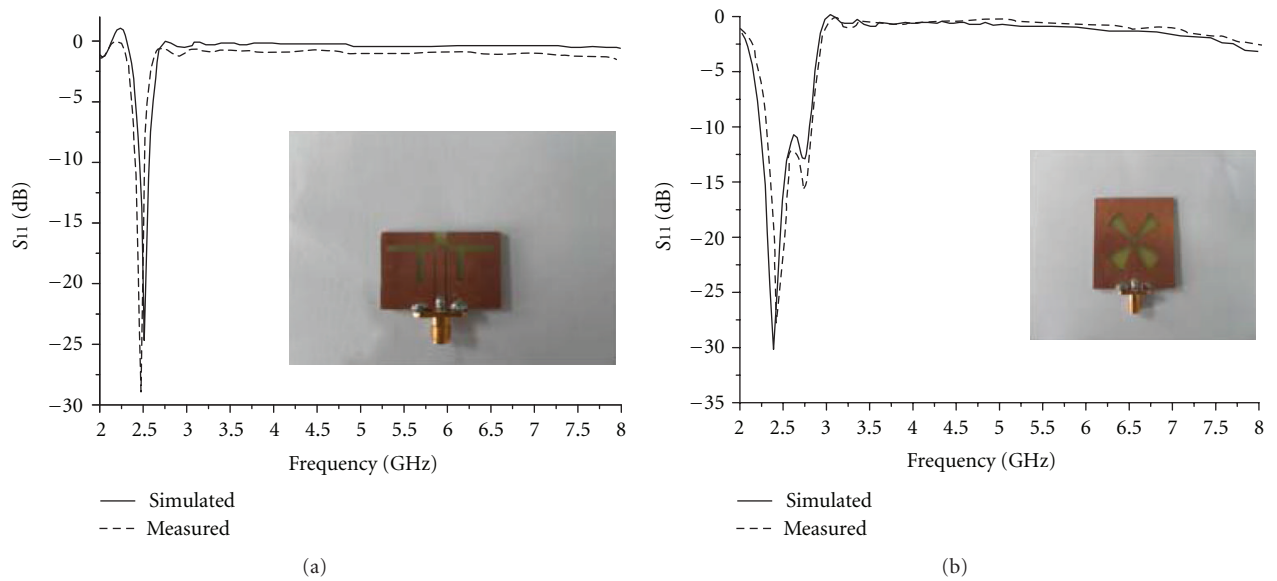 0
−5
−10
−15
−20
−25
−30
S11 (dB)
2 2.5 3 3.5 4 4.5 5 5.5 6 6.5 7 7.5 8
Frequency (GHz)
Simulated
Measured
(a)
0
−5
−10
−15
−20
−25
−30
−35
S11 (dB)
2 2.5 3 3.5 4 4.5 5 5.5 6 6.5 7 7.5 8
Frequency (GHz)
Simulated
Measured
(b)